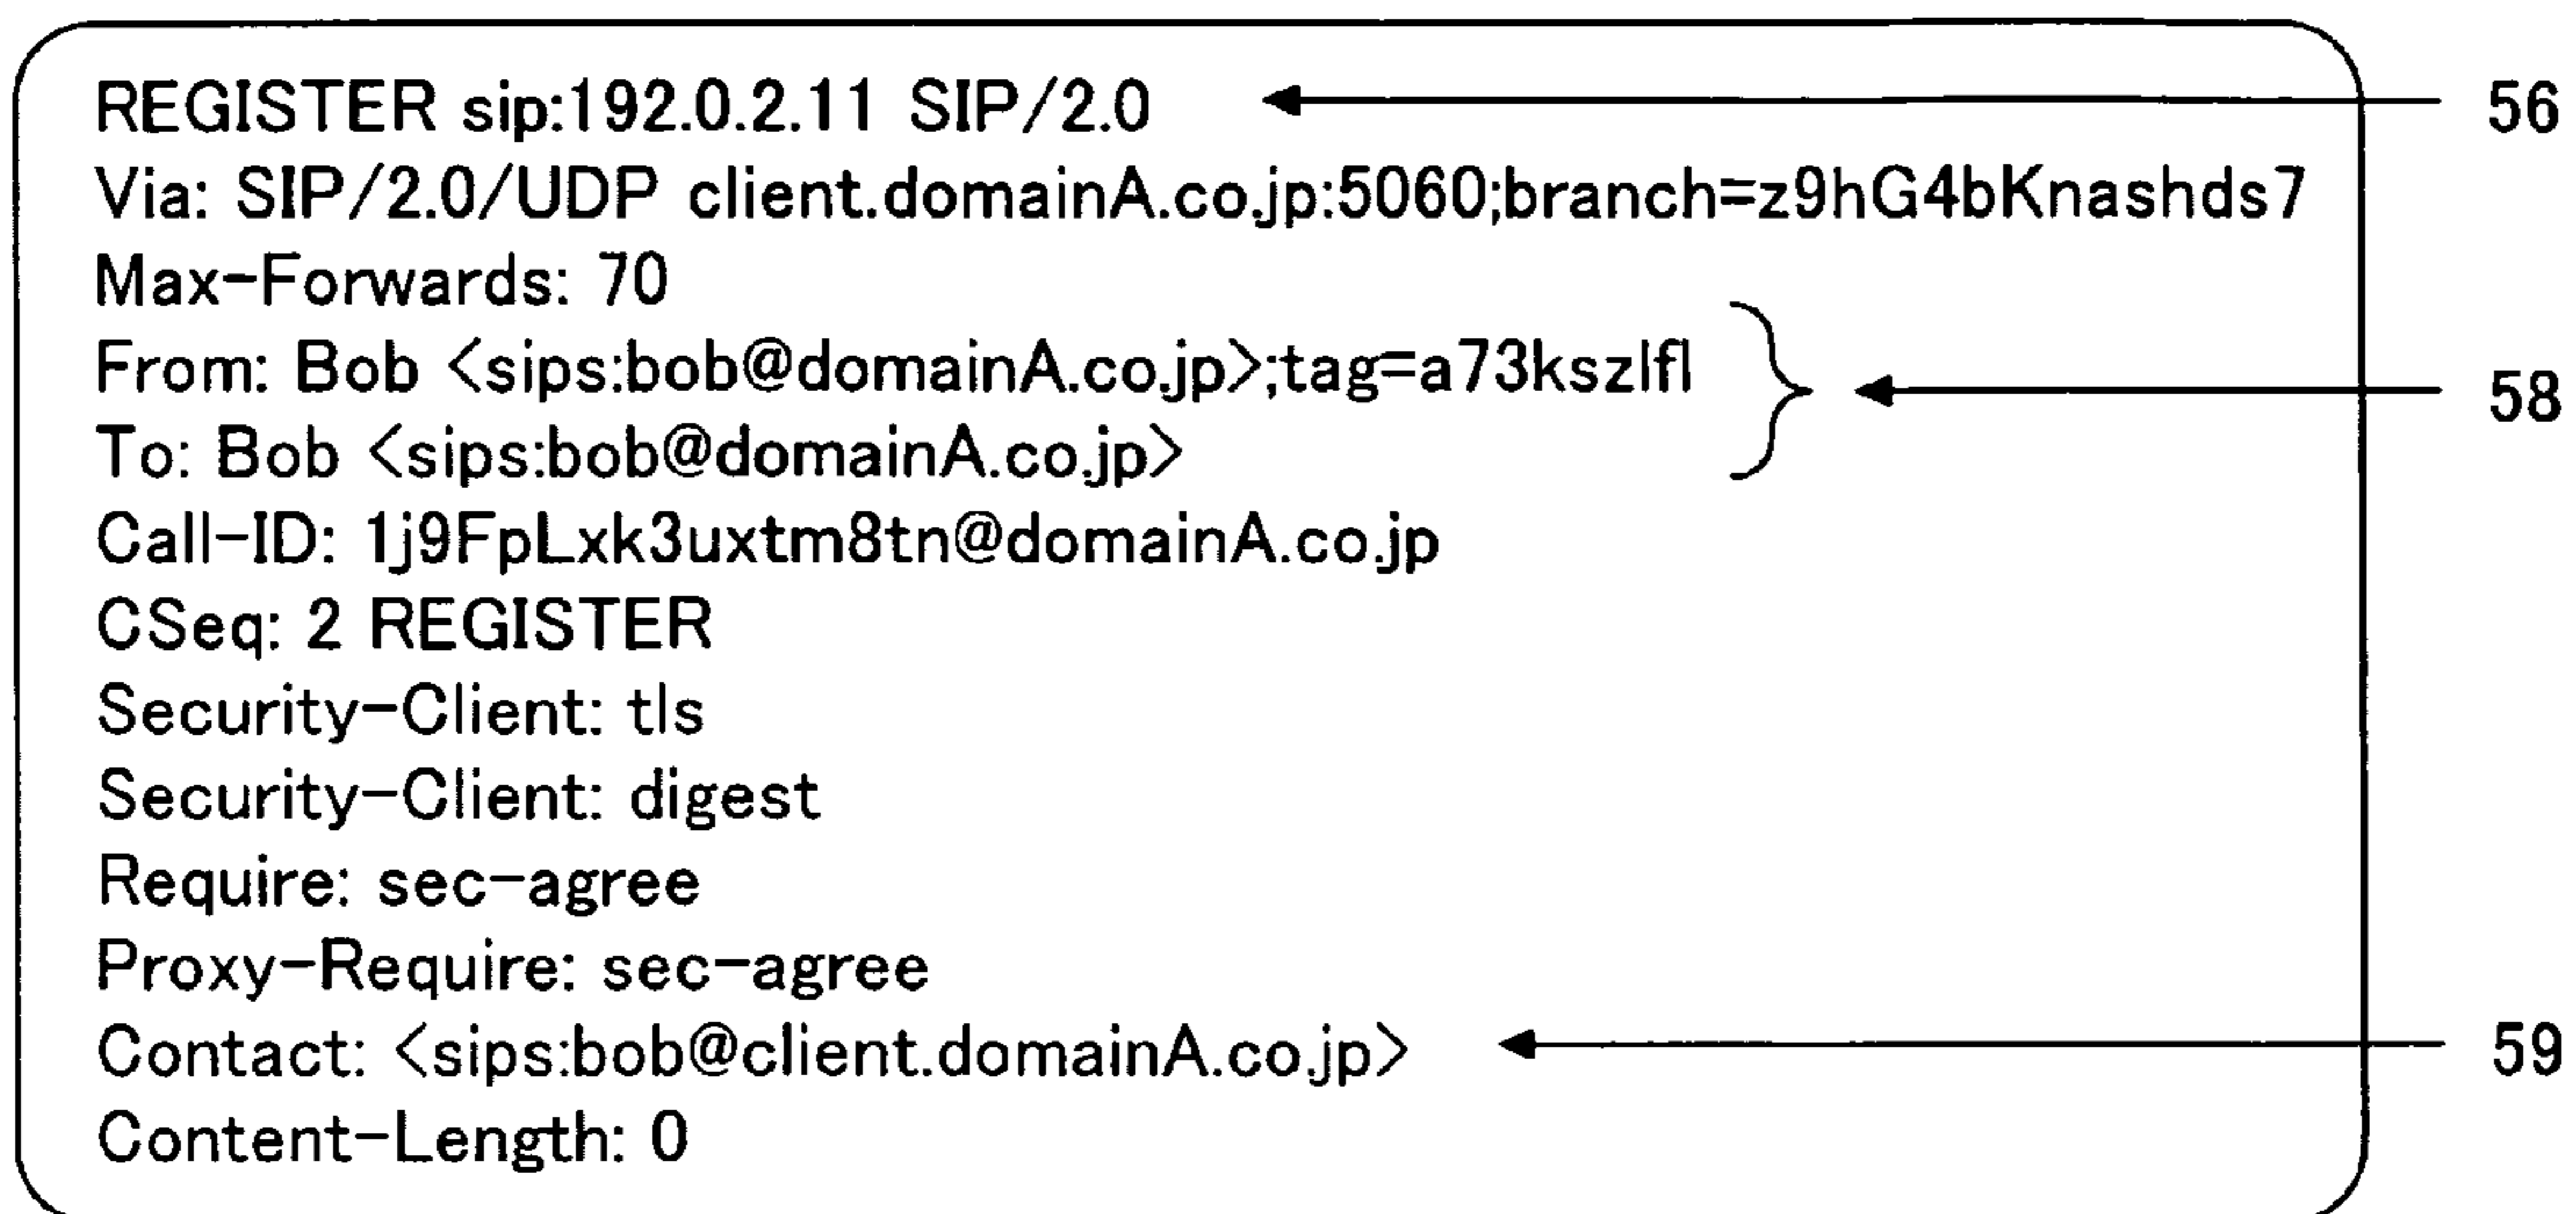 REGISTER sip:192.0.2.11 SIP/2.0 56
Via: SIP/2.0/UDP client.domainA.co.jp:5060;branch=z9hG4bKnashds7
Max-Forwards: 70
From: Bob <sips:bob@domainA.co.jp>;tag=a73kszlfl
58
To: Bob <sips:bob@domainA.co.jp>
Call-ID: 1j9FpLxk3uxtm8tn@domainA.co.jp
CSeq: 2 REGISTER
Security-Client: tls
Security-Client: digest
Require: sec-agree
Proxy-Require: sec-agree
Contact: <sips:bob@client.domainA.co.jp> 59
Content-Length: 0